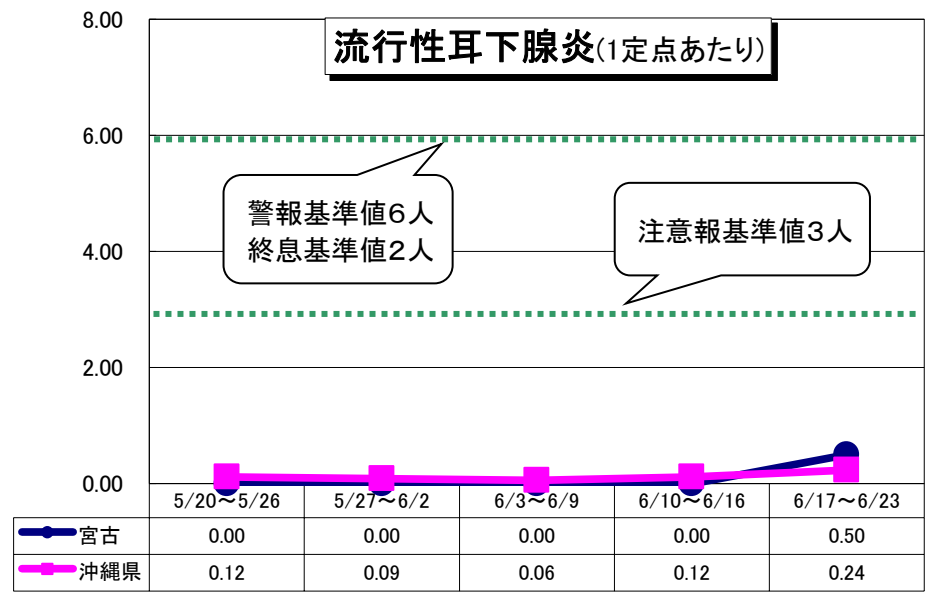 流行性耳下腺炎(1定点あたり)
8.00
6.00
4.00
2.00
0.00
警報基準値6人
終息基準値2人
注意報基準値3人
5/20～5/26 5/27～6/2 6/3～6/9 6/10～6/16 6/17～6/23
宮古 0.00 0.00 0.00 0.00 0.50
沖縄県 0.12 0.09 0.06 0.12 0.24